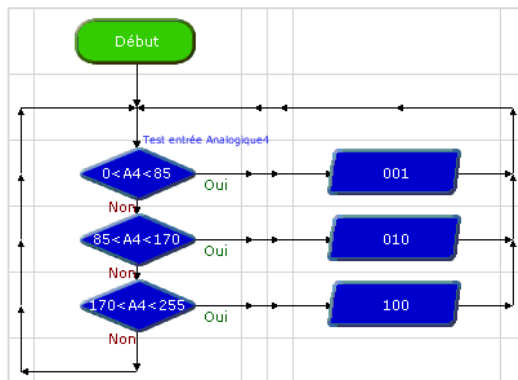 Début
Test entrée Analogique4
0<A4<85
Oui
001
Non
85<A4<170
Oui
010
Non
170<A4<255
Oui
100
Non